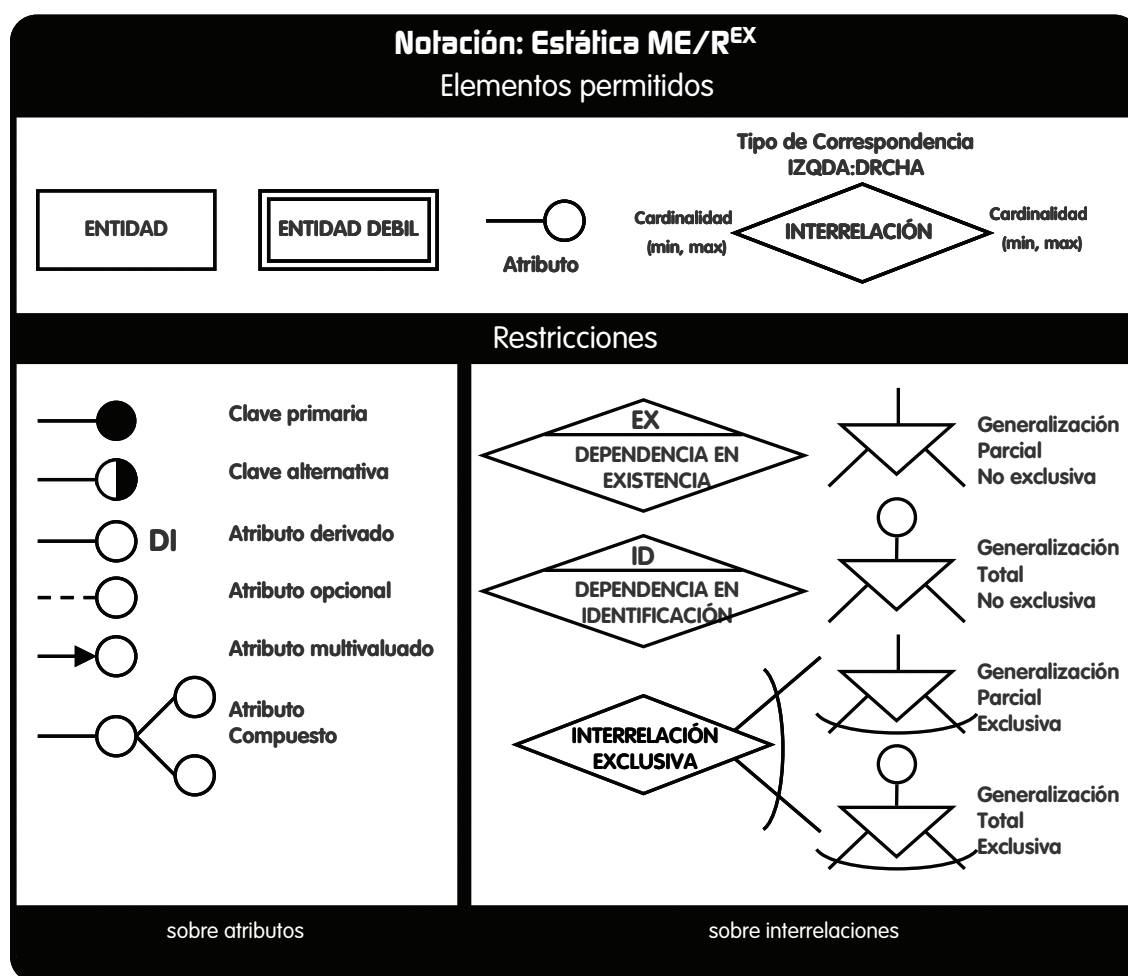 Notación: Estática ME/R^EX
Elementos permitidos
Tipo de Correspondencia
IZQDA:DRCHA
ENTIDAD
ENTIDAD DEBIL
Atributo
Cardinalidad
(min, max)
INTERRELACIÓN
Cardinalidad
(min, max)
Restricciones
Clave primaria
Clave alternativa
DI
Atributo derivado
Atributo opcional
Atributo multivaluado
Atributo
Compuesto
EX
DEPENDENCIA EN
EXISTENCIA
Generalización
Parcial
No exclusiva
ID
DEPENDENCIA EN
IDENTIFICACIÓN
Generalización
Total
No exclusiva
INTERRELACIÓN
EXCLUSIVA
Generalización
Parcial
Exclusiva
Generalización
Total
Exclusiva
sobre atributos
sobre interrelaciones